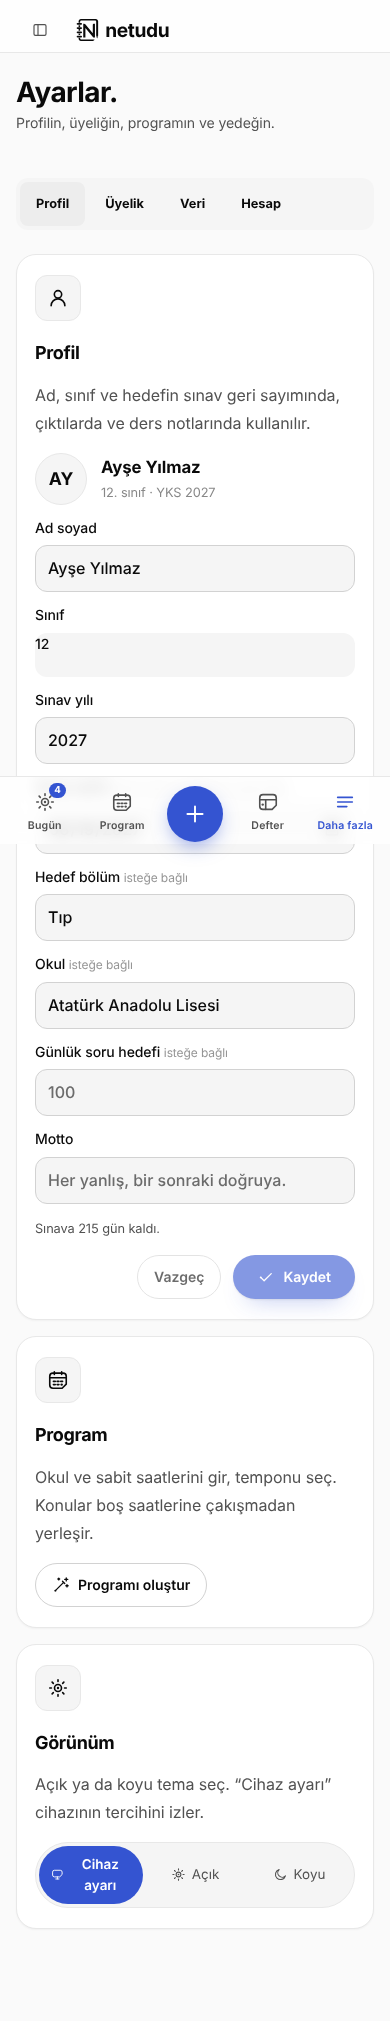 netudu
Ayarlar.
Profilin, üyeliğin, programın ve yedeğin.
Profil
Üyelik
Veri
Hesap
Profil
Ad, sınıf ve hedefin sınav geri sayımında,
çıktılarda ve ders notlarında kullanılır.
AY
Ayşe Yılmaz
12. sınıf · YKS 2027
Ad soyad
Ayşe Yılmaz
Sınıf
12
Sınav yılı
2027
4
Bugün
Program
Defter
Daha fazla
Hedef bölüm isteğe bağlı
Tıp
Okul isteğe bağlı
Atatürk Anadolu Lisesi
Günlük soru hedefi isteğe bağlı
100
Motto
Her yanlış, bir sonraki doğruya.
Sınava 215 gün kaldı.
Vazgeç
Kaydet
Program
Okul ve sabit saatlerini gir, temponu seç.
Konular boş saatlerine çakışmadan
yerleşir.
Programı oluştur
Görünüm
Açık ya da koyu tema seç. “Cihaz ayarı”
cihazının tercihini izler.
Cihaz
ayarı
Açık
Koyu